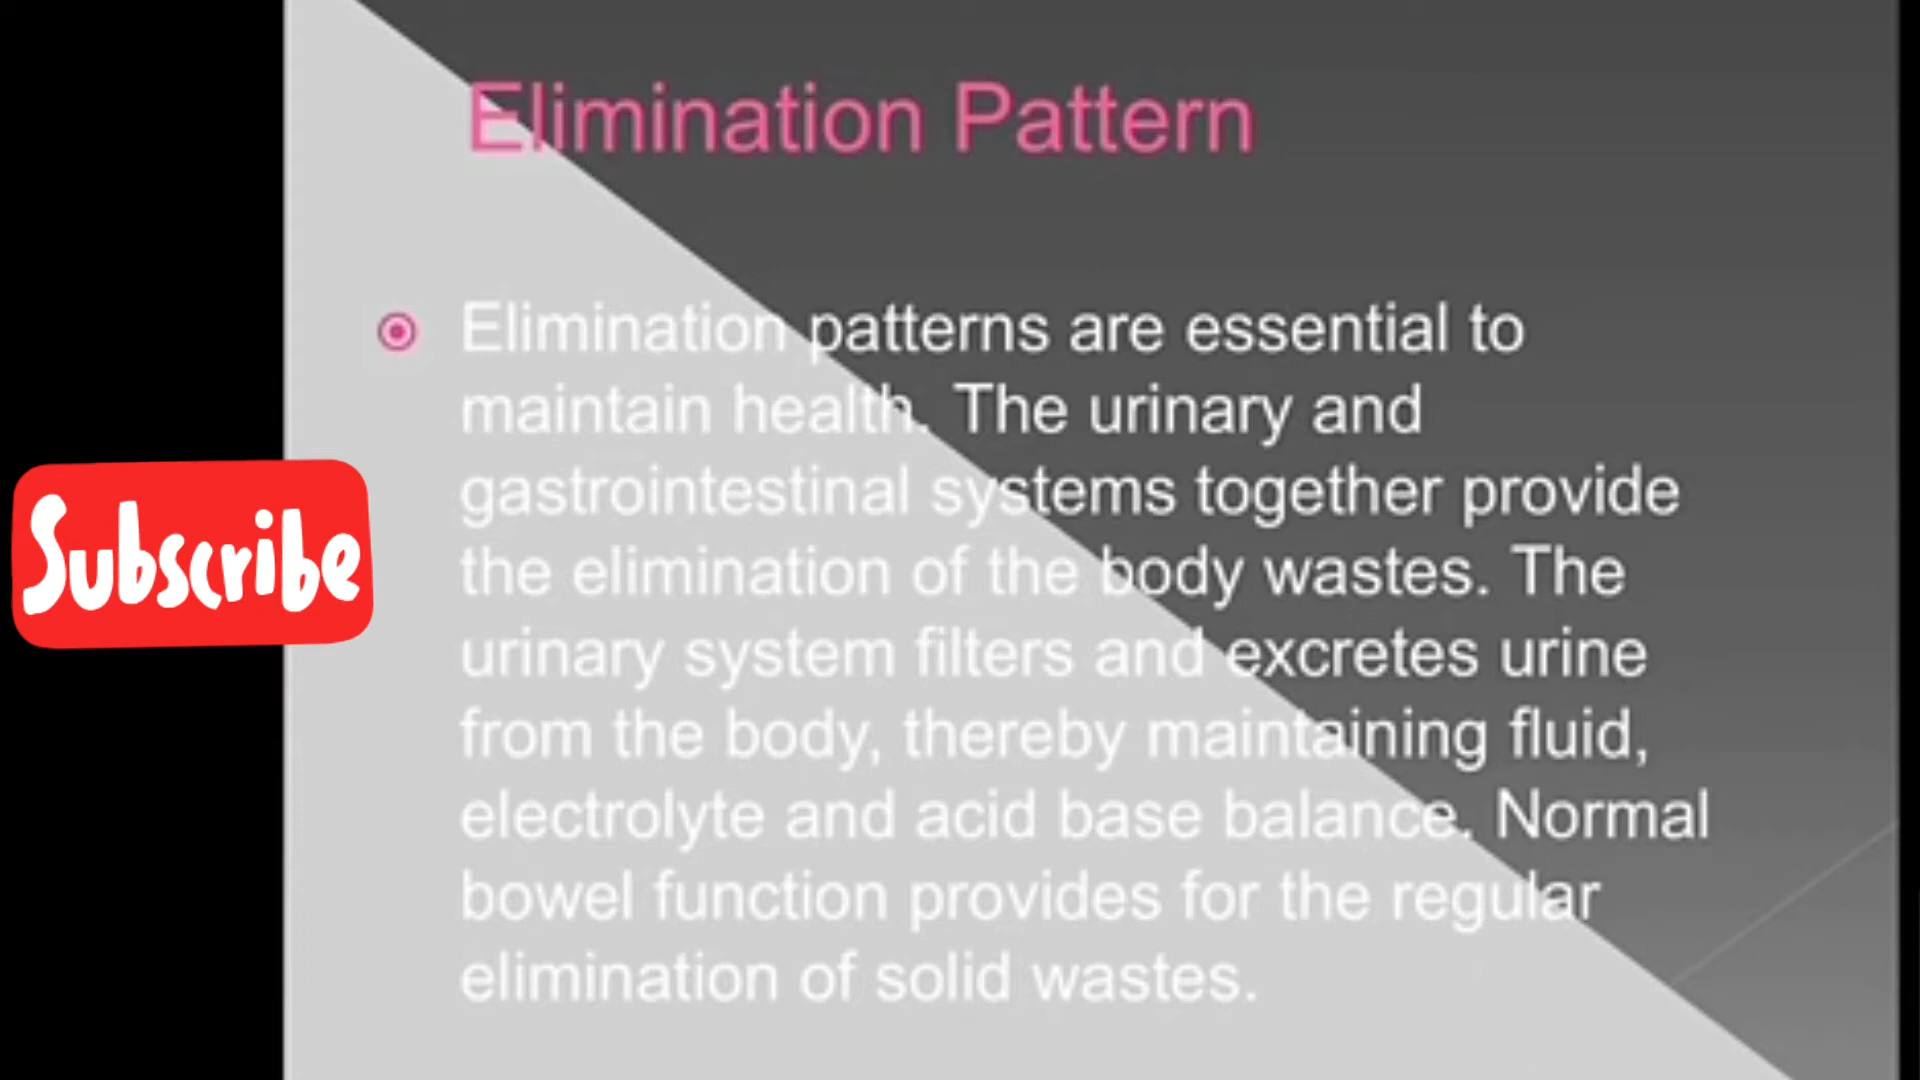 Elimination Pattern
Elimination patterns are essential to
maintain health. The urinary and
gastrointestinal systems together provide
the elimination of the body wastes. The
urinary system filters and excretes urine
from the body, thereby maintaining fluid,
electrolyte and acid base balance. Normal
bowel function provides for the regular
elimination of solid wastes.
Subscribe